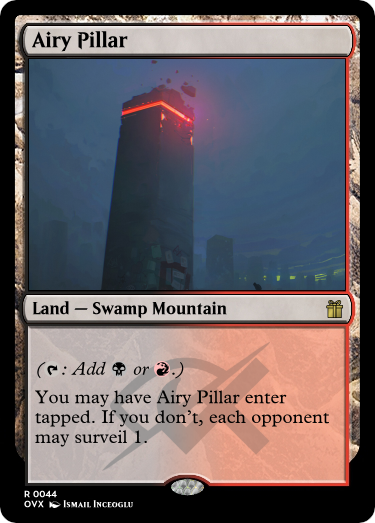 Airy Pillar
Land — Swamp Mountain
(: Add or .)
You may have Airy Pillar enter
tapped. If you don't, each opponent
may surveil 1.
R 0044
OVX Ismail Inceoglu